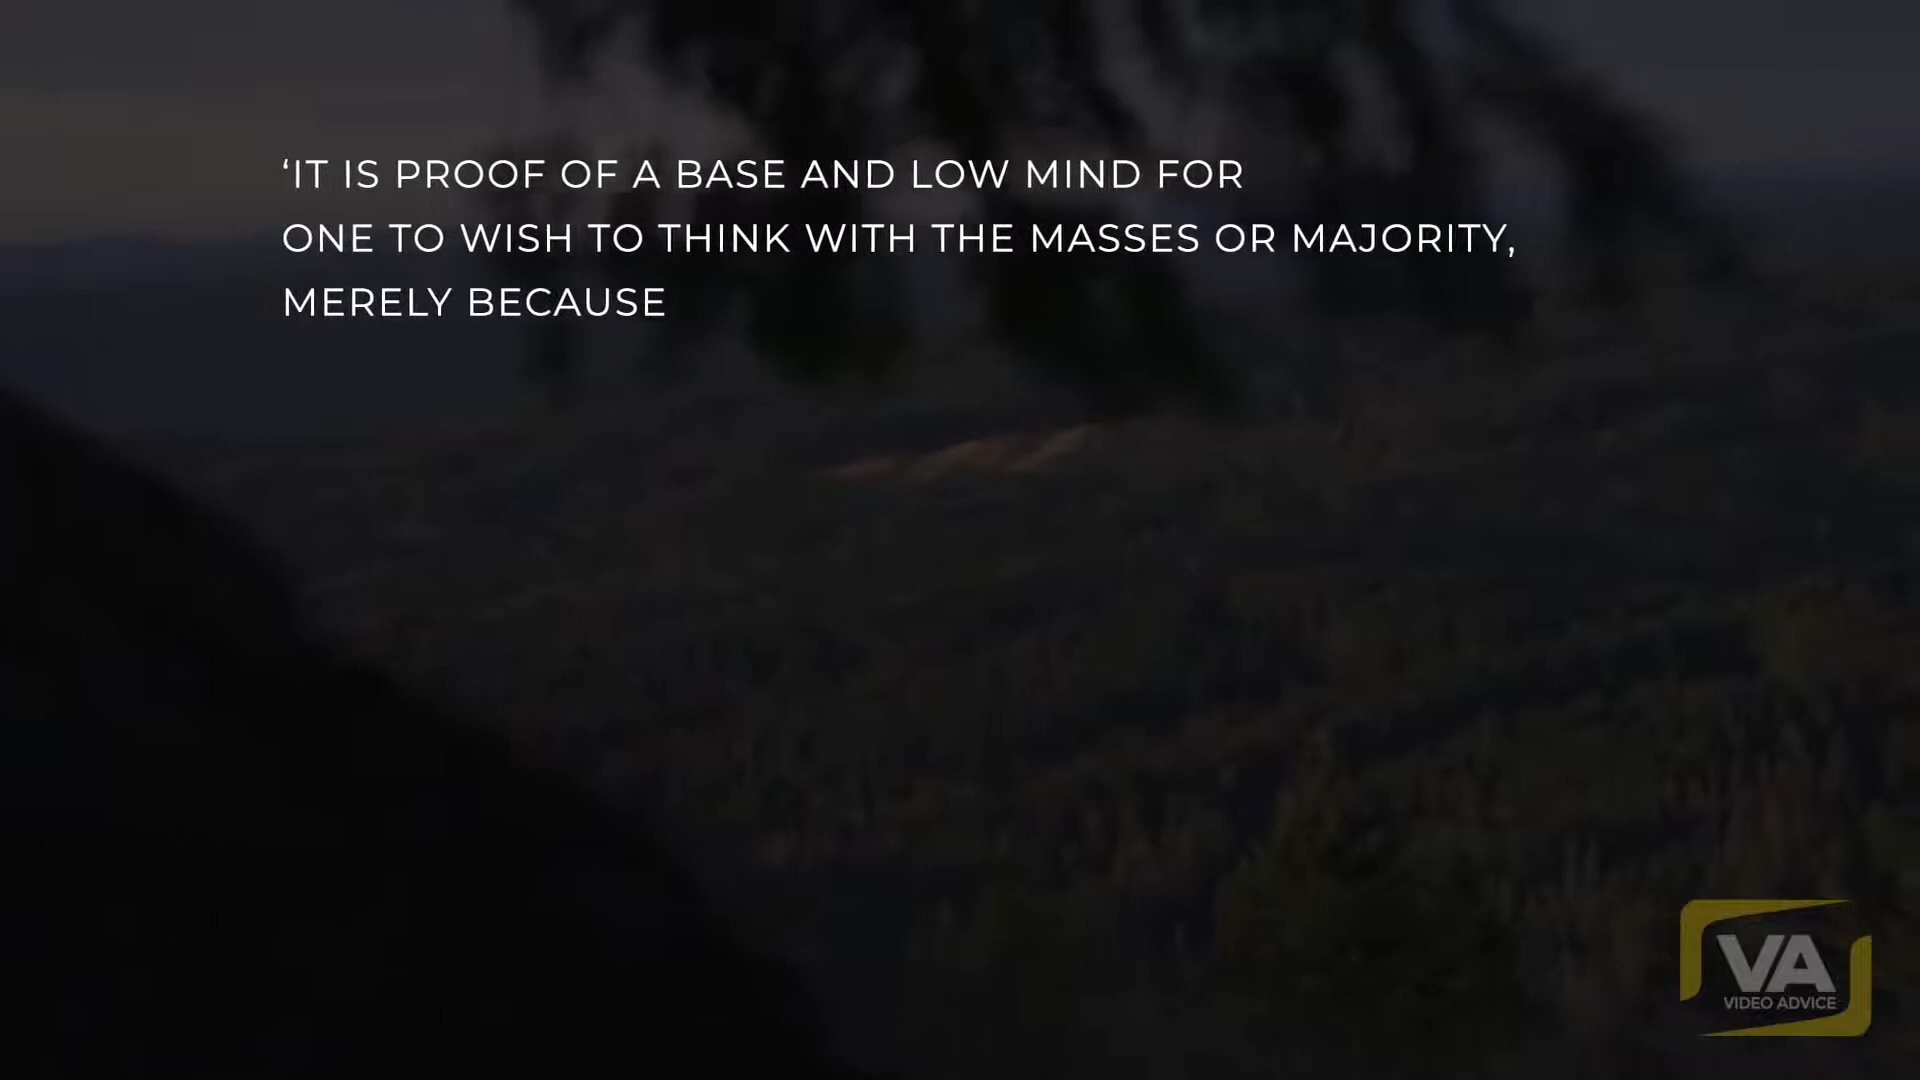 ‘IT IS PROOF OF A BASE AND LOW MIND FOR
ONE TO WISH TO THINK WITH THE MASSES OR MAJORITY,
MERELY BECAUSE
VA
VIDEO ADVICE